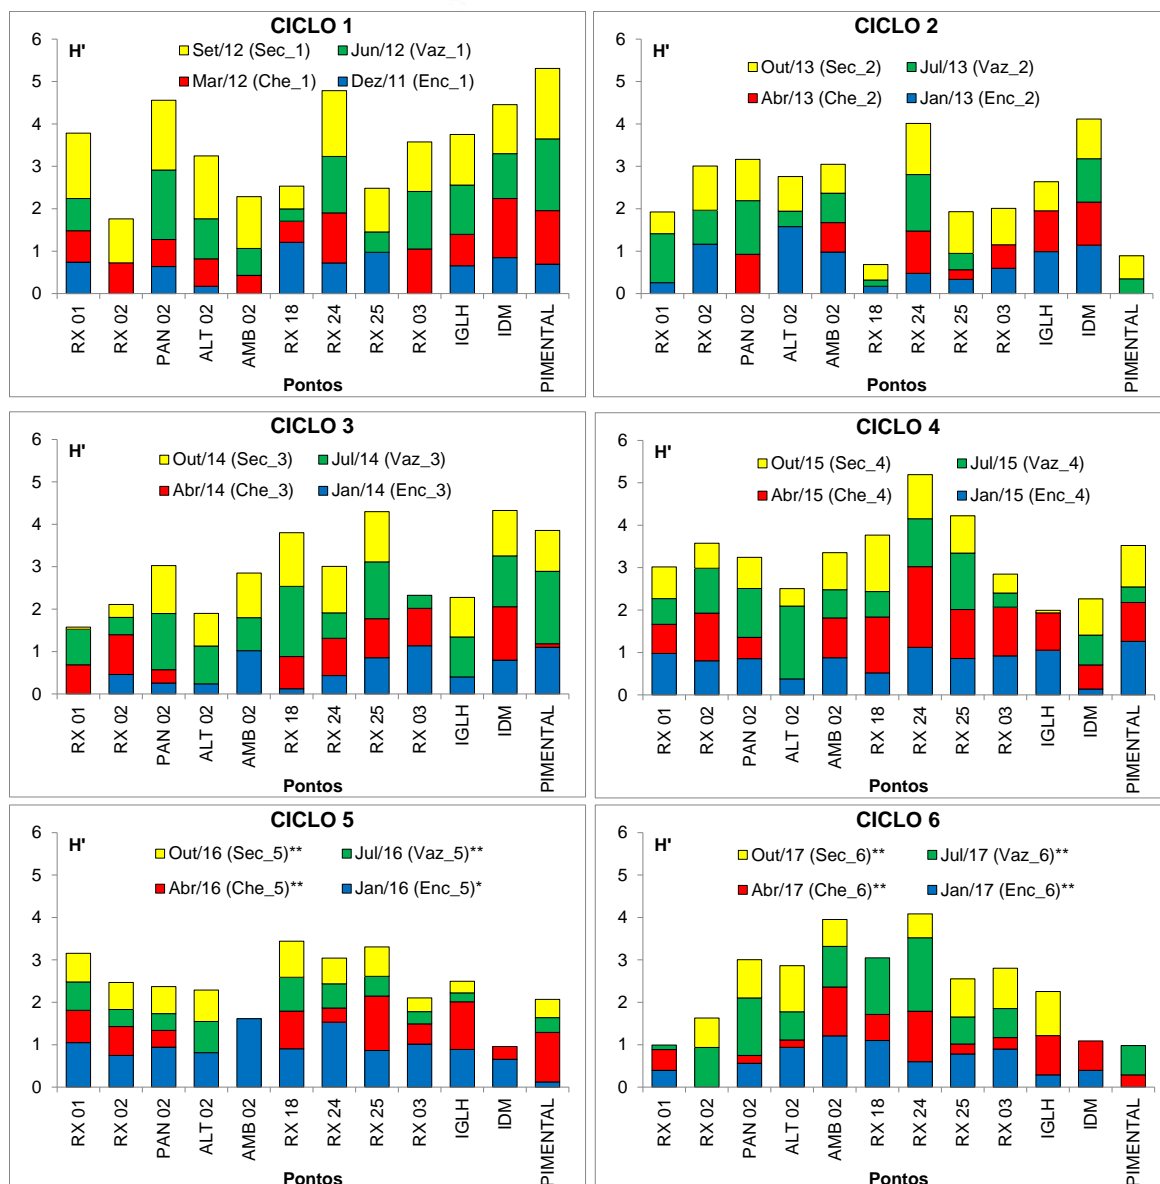 CICLO 1
H'
Set/12 (Sec_1) Jun/12 (Vaz_1)
Mar/12 (Che_1) Dez/11 (Enc_1)
6
5
4
3
2
1
0
RX 01 RX 02 PAN 02 ALT 02 AMB 02 RX 18 RX 24 RX 25 RX 03 IGLH IDM PIMENTAL
Pontos
CICLO 2
H'
Out/13 (Sec_2) Jul/13 (Vaz_2)
Abr/13 (Che_2) Jan/13 (Enc_2)
6
5
4
3
2
1
0
RX 01 RX 02 PAN 02 ALT 02 AMB 02 RX 18 RX 24 RX 25 RX 03 IGLH IDM PIMENTAL
Pontos
CICLO 3
H'
Out/14 (Sec_3) Jul/14 (Vaz_3)
Abr/14 (Che_3) Jan/14 (Enc_3)
6
5
4
3
2
1
0
RX 01 RX 02 PAN 02 ALT 02 AMB 02 RX 18 RX 24 RX 25 RX 03 IGLH IDM PIMENTAL
Pontos
CICLO 4
H'
Out/15 (Sec_4) Jul/15 (Vaz_4)
Abr/15 (Che_4) Jan/15 (Enc_4)
6
5
4
3
2
1
0
RX 01 RX 02 PAN 02 ALT 02 AMB 02 RX 18 RX 24 RX 25 RX 03 IGLH IDM PIMENTAL
Pontos
CICLO 5
H'
Out/16 (Sec_5)** Jul/16 (Vaz_5)**
Abr/16 (Che_5)** Jan/16 (Enc_5)*
6
5
4
3
2
1
0
RX 01 RX 02 PAN 02 ALT 02 AMB 02 RX 18 RX 24 RX 25 RX 03 IGLH IDM PIMENTAL
Pontos
CICLO 6
H'
Out/17 (Sec_6)** Jul/17 (Vaz_6)**
Abr/17 (Che_6)** Jan/17 (Enc_6)**
6
5
4
3
2
1
0
RX 01 RX 02 PAN 02 ALT 02 AMB 02 RX 18 RX 24 RX 25 RX 03 IGLH IDM PIMENTAL
Pontos